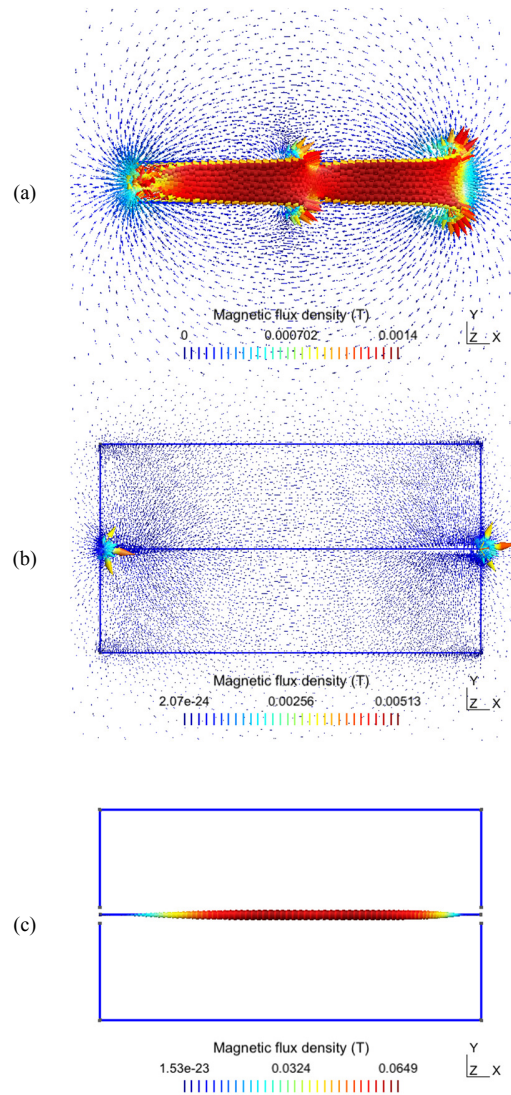 (a)
Magnetic flux density (T)
0 0.000702 0.0014
Y
Z X
(b)
Magnetic flux density (T)
2.07e-24 0.00256 0.00513
Y
Z X
(c)
Magnetic flux density (T)
1.53e-23 0.0324 0.0649
Y
Z X